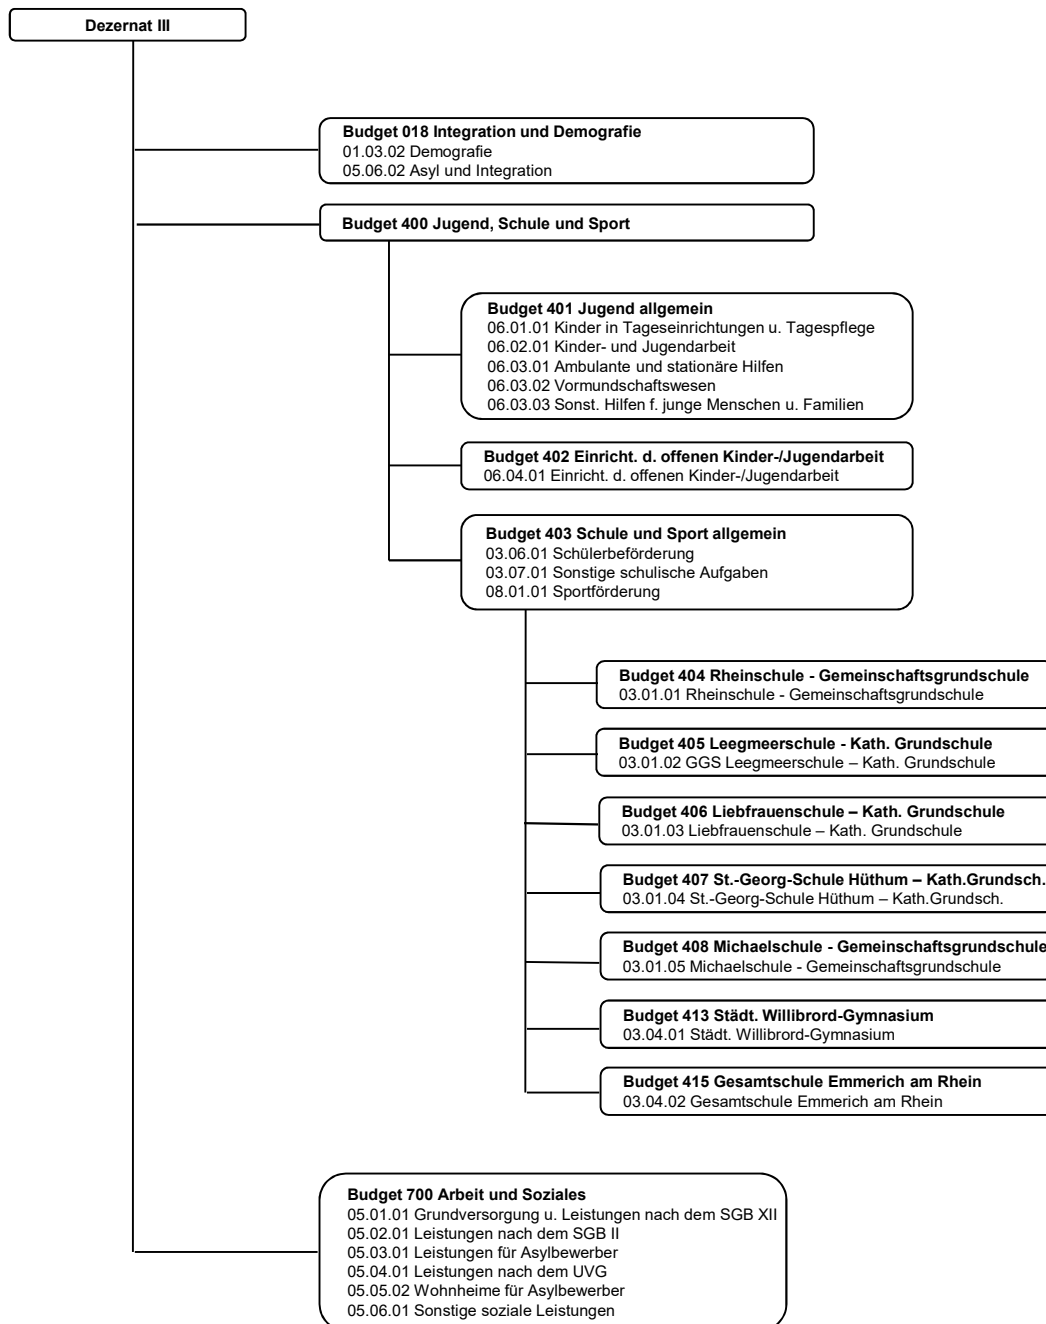 Dezernat III
Budget 018 Integration und Demografie
01.03.02 Demografie
05.06.02 Asyl und Integration
Budget 400 Jugend, Schule und Sport
Budget 401 Jugend allgemein
06.01.01 Kinder in Tageseinrichtungen u. Tagespflege
06.02.01 Kinder- und Jugendarbeit
06.03.01 Ambulante und stationäre Hilfen
06.03.02 Vormundschaftswesen
06.03.03 Sonst. Hilfen f. junge Menschen u. Familien
Budget 402 Einricht. d. offenen Kinder-/Jugendarbeit
06.04.01 Einricht. d. offenen Kinder-/Jugendarbeit
Budget 403 Schule und Sport allgemein
03.06.01 Schülerbeförderung
03.07.01 Sonstige schulische Aufgaben
08.01.01 Sportförderung
Budget 404 Rheinschule - Gemeinschaftsgrundschule
03.01.01 Rheinschule - Gemeinschaftsgrundschule
Budget 405 Leegmeerschule - Kath. Grundschule
03.01.02 GGS Leegmeerschule – Kath. Grundschule
Budget 406 Liebfrauenschule – Kath. Grundschule
03.01.03 Liebfrauenschule – Kath. Grundschule
Budget 407 St.-Georg-Schule Hüthum – Kath.Grundsch.
03.01.04 St.-Georg-Schule Hüthum – Kath.Grundsch.
Budget 408 Michaelschule - Gemeinschaftsgrundschule
03.01.05 Michaelschule - Gemeinschaftsgrundschule
Budget 413 Städt. Willibrord-Gymnasium
03.04.01 Städt. Willibrord-Gymnasium
Budget 415 Gesamtschule Emmerich am Rhein
03.04.02 Gesamtschule Emmerich am Rhein
Budget 700 Arbeit und Soziales
05.01.01 Grundversorgung u. Leistungen nach dem SGB XII
05.02.01 Leistungen nach dem SGB II
05.03.01 Leistungen für Asylbewerber
05.04.01 Leistungen nach dem UVG
05.05.02 Wohnheime für Asylbewerber
05.06.01 Sonstige soziale Leistungen